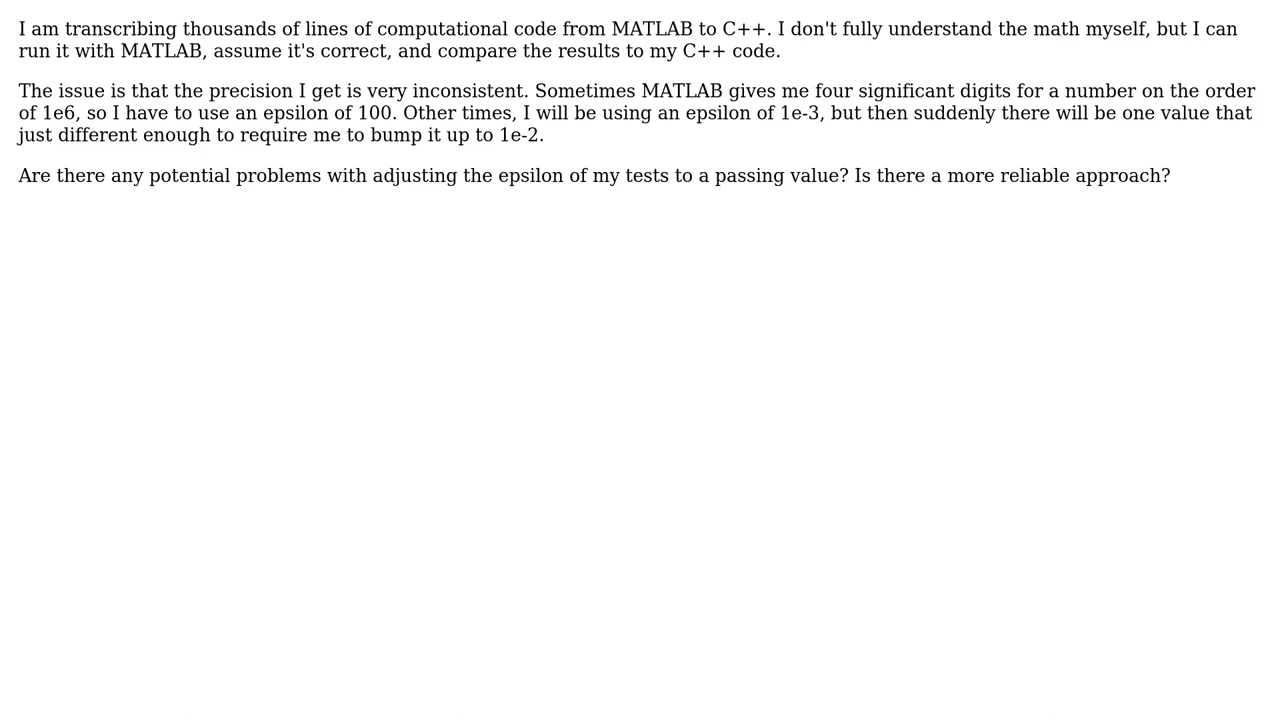 I am transcribing thousands of lines of computational code from MATLAB to C++. I don't fully understand the math myself, but I can
run it with MATLAB, assume it's correct, and compare the results to my C++ code.
The issue is that the precision I get is very inconsistent. Sometimes MATLAB gives me four significant digits for a number on the order
of 1e6, so I have to use an epsilon of 100. Other times, I will be using an epsilon of 1e-3, but then suddenly there will be one value that
just different enough to require me to bump it up to 1e-2.
Are there any potential problems with adjusting the epsilon of my tests to a passing value? Is there a more reliable approach?